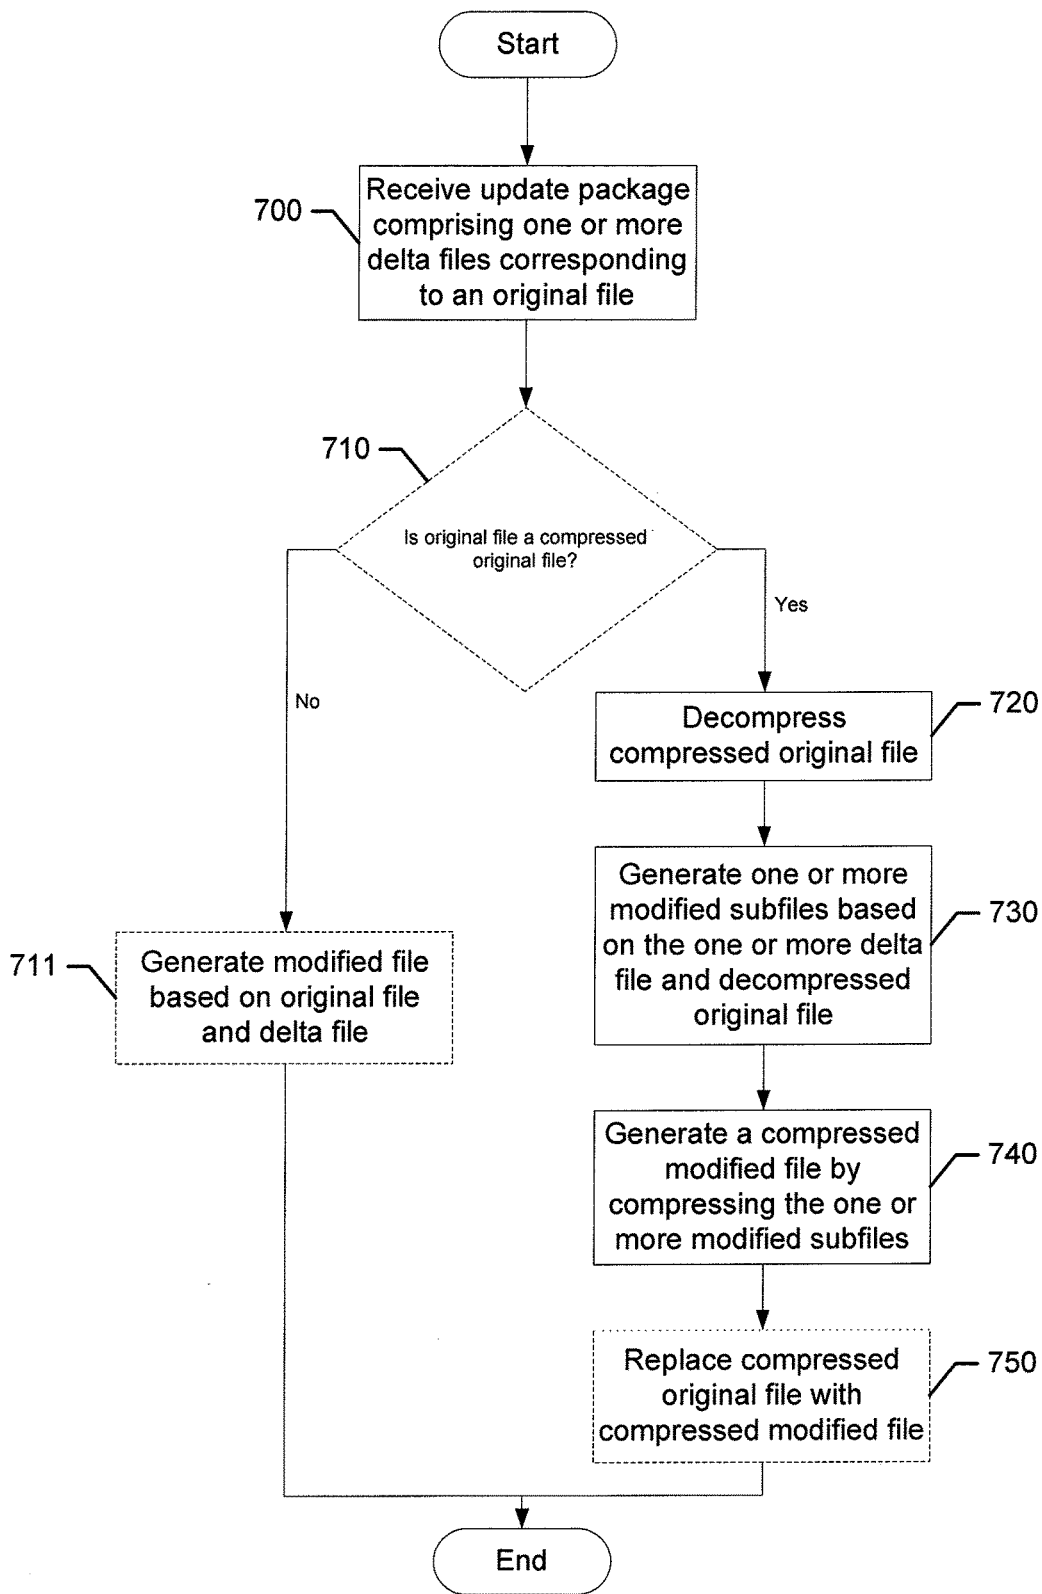 Start
700
Receive update package
comprising one or more
delta files corresponding
to an original file
710
Is original file a compressed
original file?
Yes
No
Decompress
compressed original file
720
Generate one or more
modified subfiles based
on the one or more delta
file and decompressed
original file
730
711
Generate modified file
based on original file
and delta file
Generate a compressed
modified file by
compressing the one or
more modified subfiles
740
Replace compressed
original file with
compressed modified file
750
End